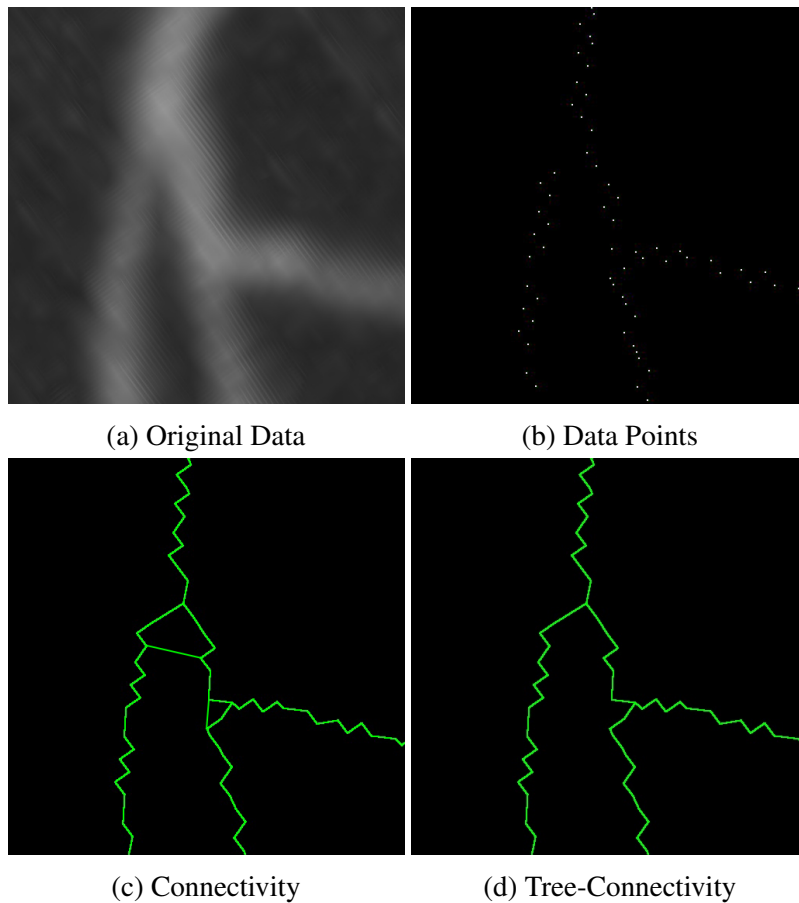 (a) Original Data
(b) Data Points
(c) Connectivity
(d) Tree-Connectivity